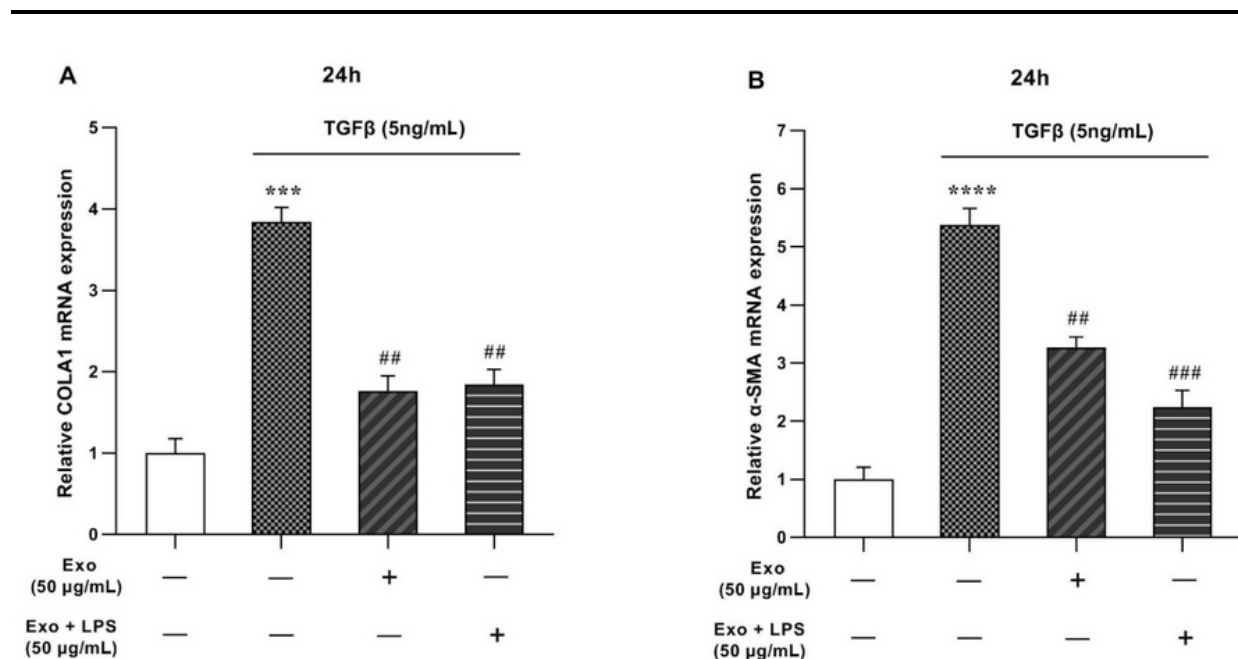 A
24h
TGFβ (5ng/mL)
Relative COLA1 mRNA expression
5
4
3
2
1
0
***
##
##
Exo
(50 µg/mL)
— — + —
Exo + LPS
(50 µg/mL)
— — — +
B
24h
TGFβ (5ng/mL)
Relative α-SMA mRNA expression
7
6
5
4
3
2
1
0
****
##
###
Exo
(50 µg/mL)
— — + —
Exo + LPS
(50 µg/mL)
— — — +